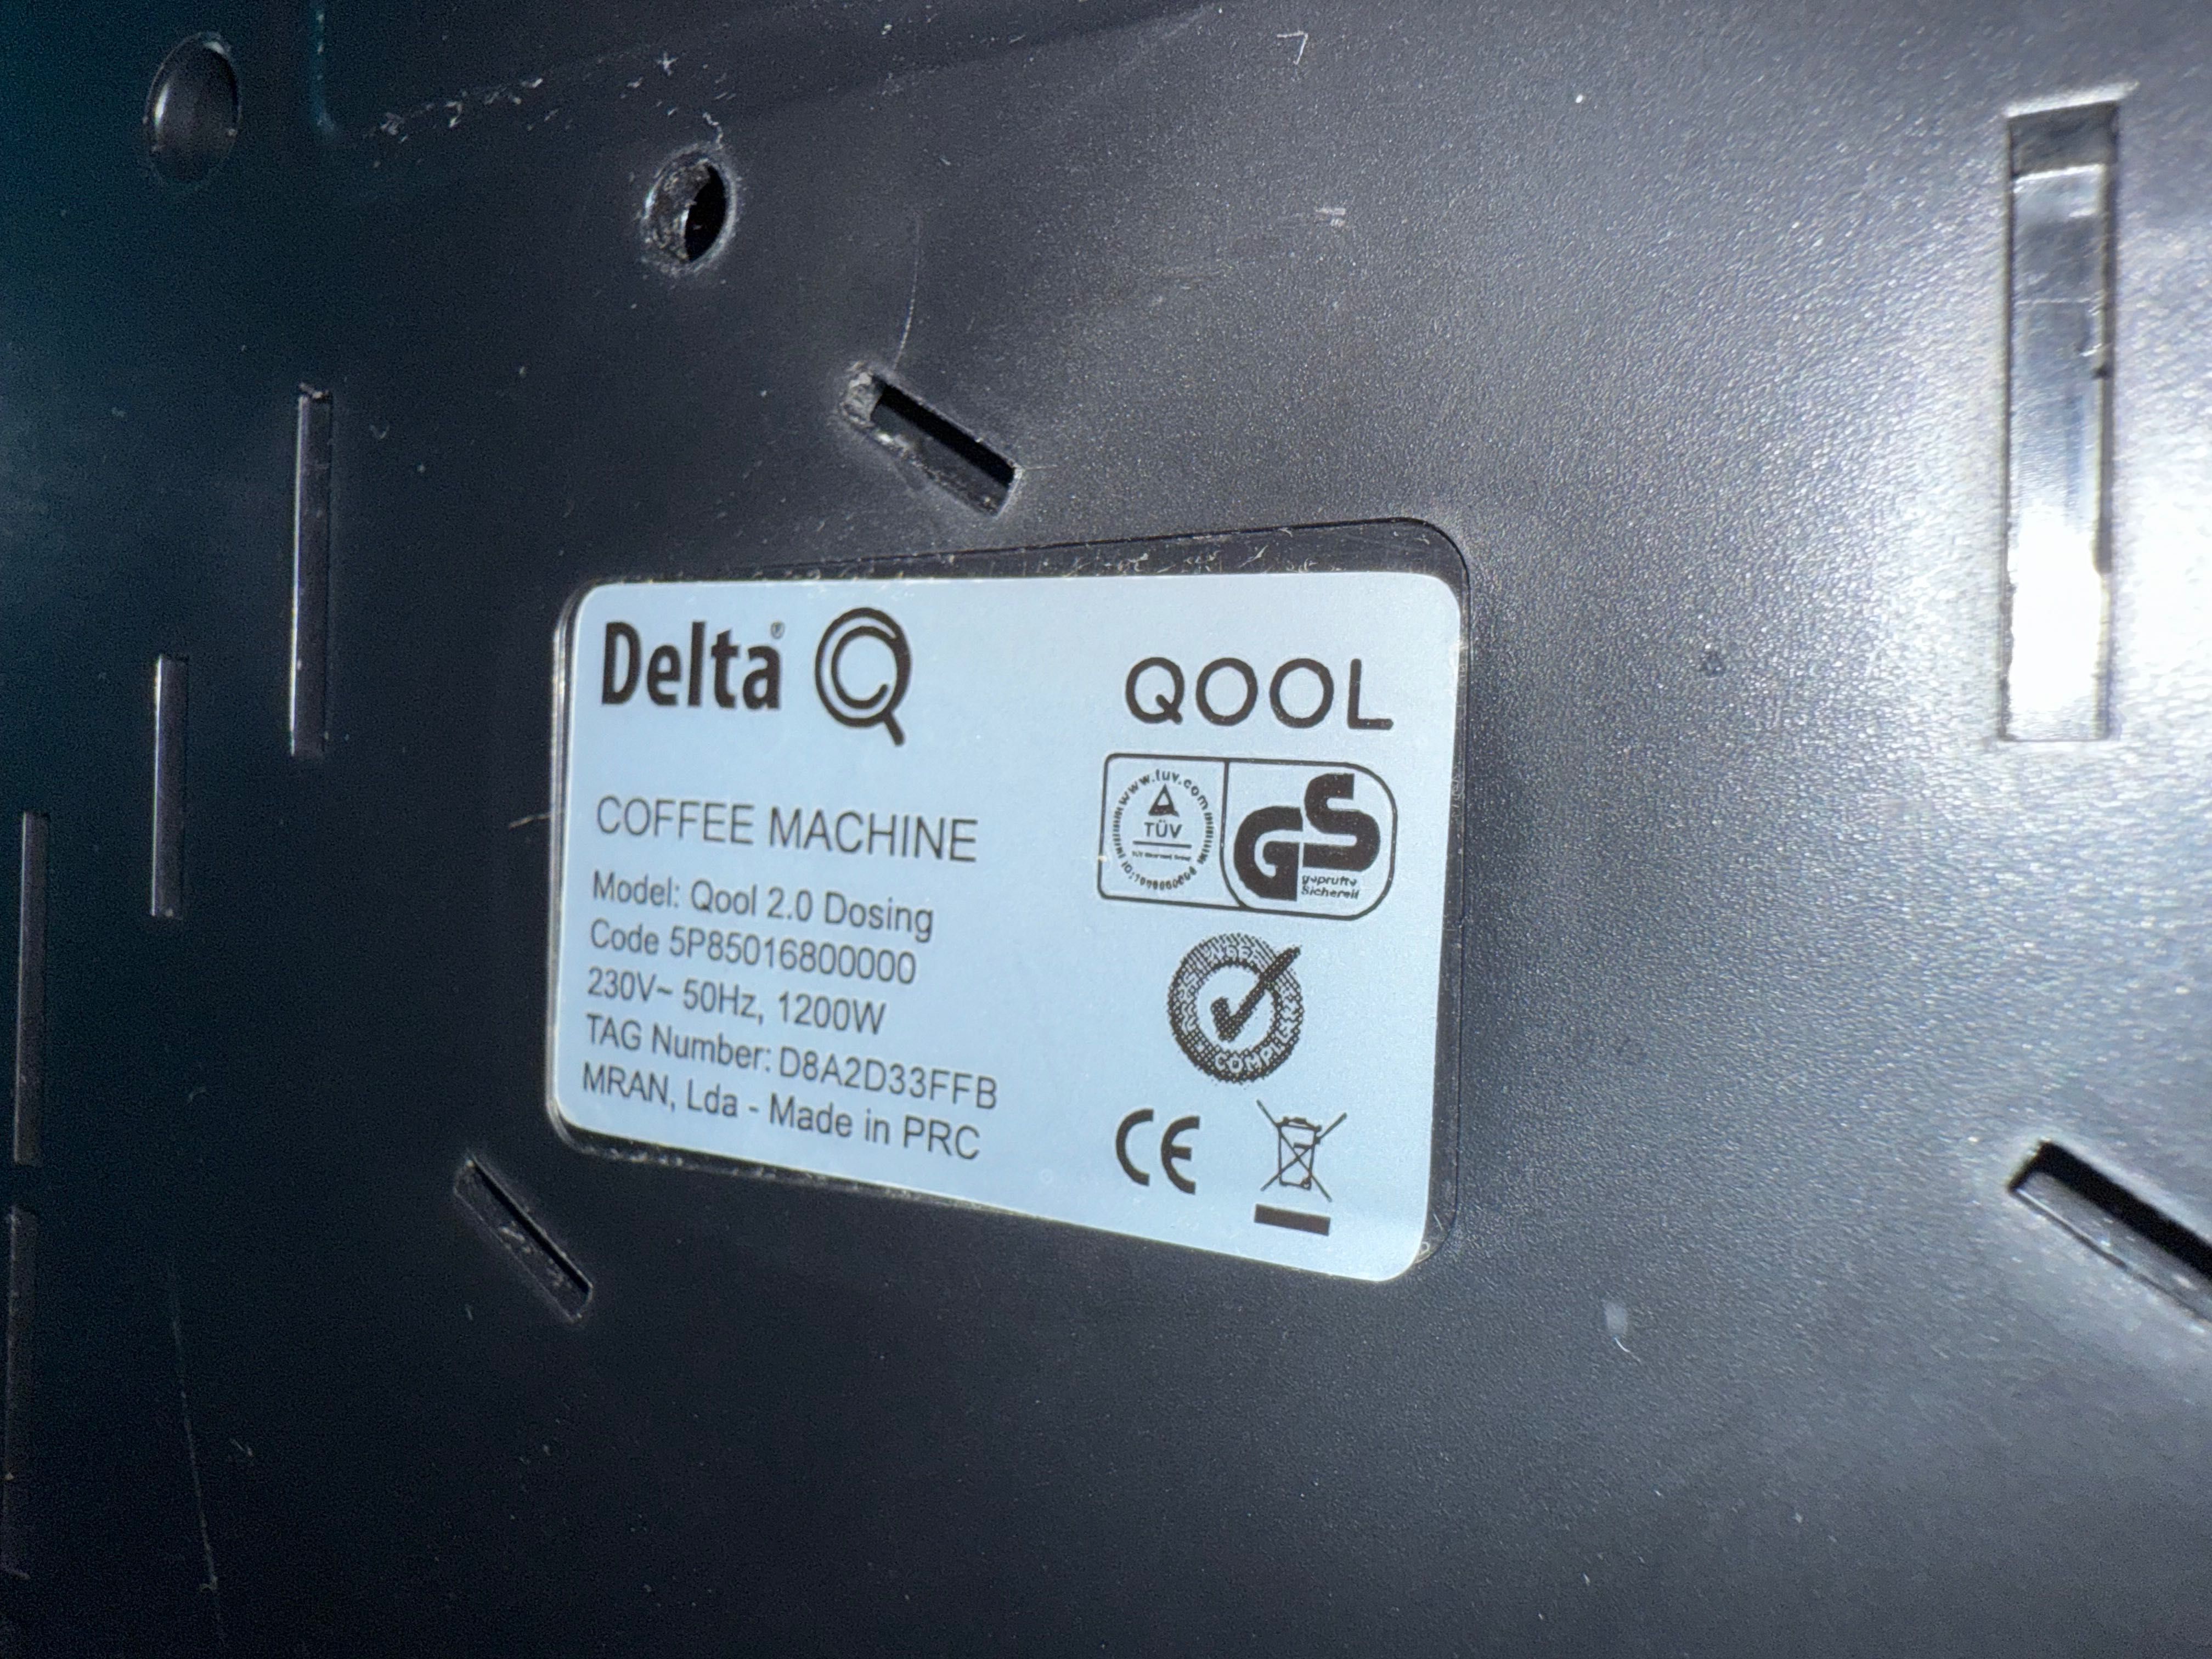 Delta® Q
QOOL
COFFEE MACHINE
Model: Qool 2.0 Dosing
Code 5P85016800000
230V~ 50Hz, 1200W
TAG Number: D8A2D33FFB
MRAN, Lda - Made in PRC
www.tuv.com
TÜV
GS
geprüfte
Sicherheit
CE